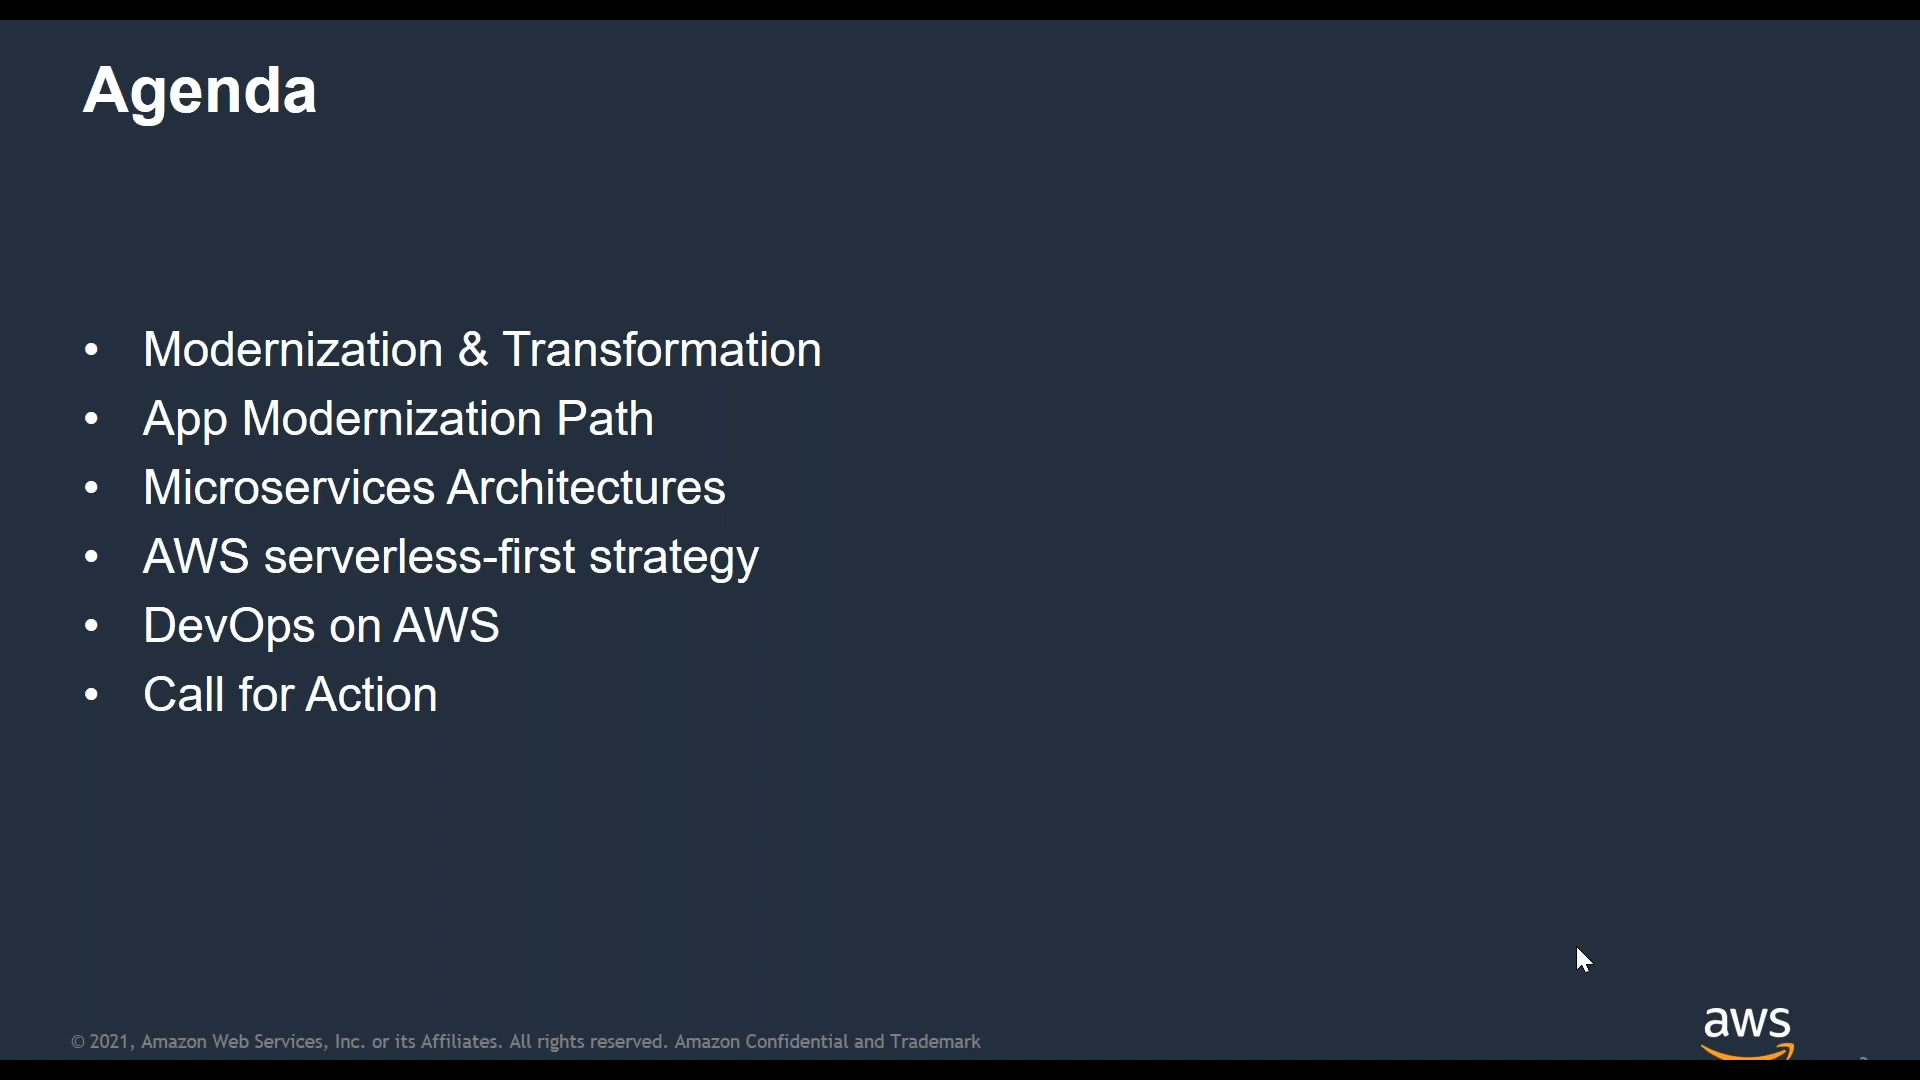 Agenda
• Modernization & Transformation
• App Modernization Path
• Microservices Architectures
• AWS serverless-first strategy
• DevOps on AWS
• Call for Action
© 2021, Amazon Web Services, Inc. or its Affiliates. All rights reserved. Amazon Confidential and Trademark
aws